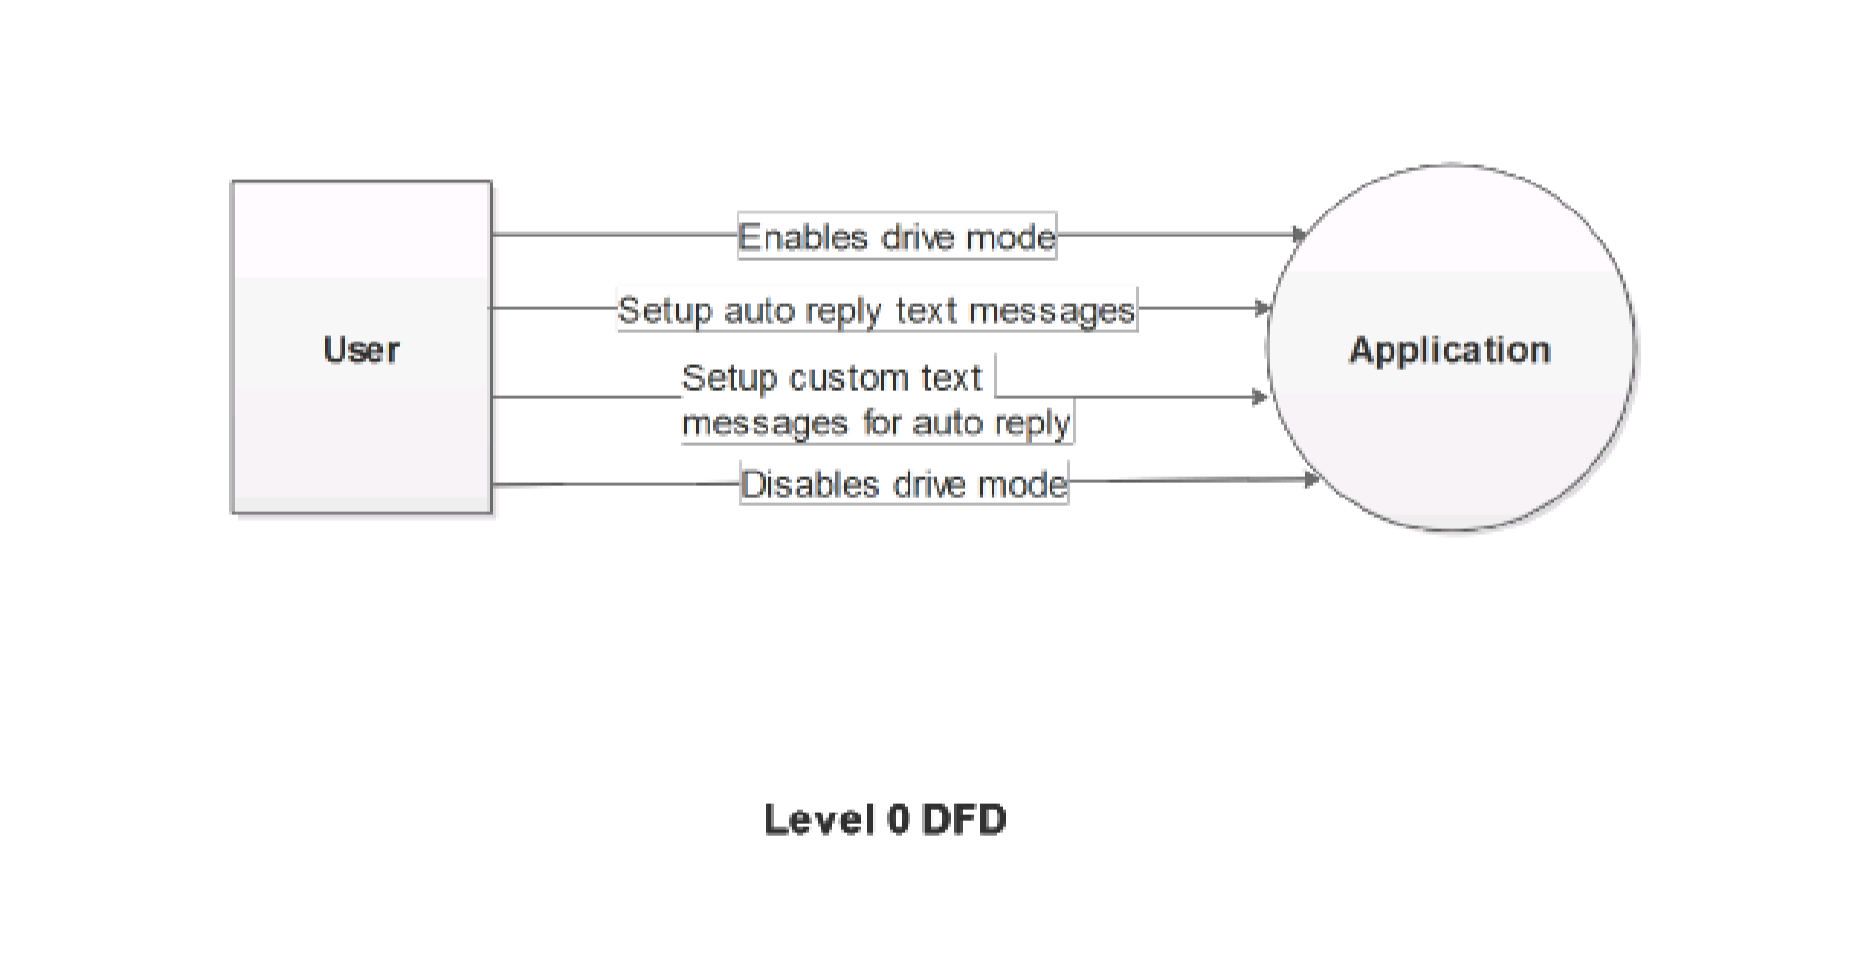 Enables drive mode
Setup auto reply text messages
User
Application
Setup custom text
messages for auto reply
Disables drive mode
Level 0 DFD